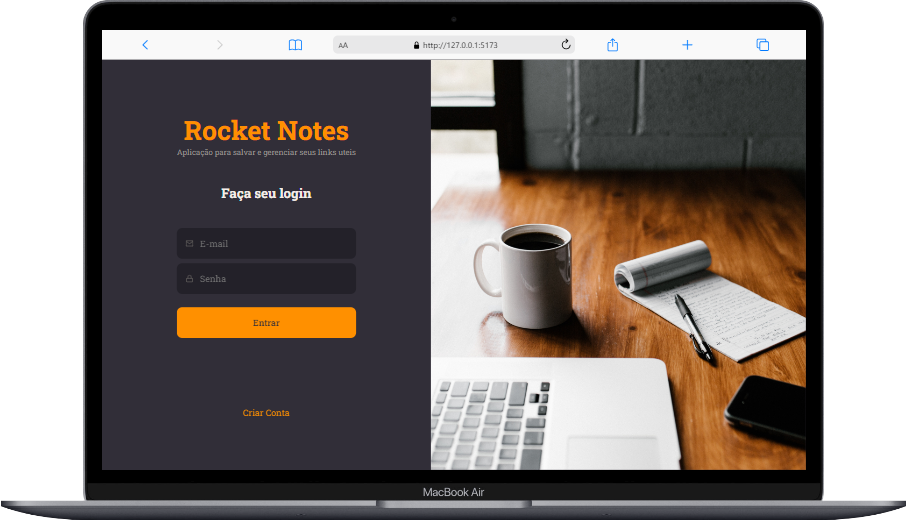 AA
http://127.0.0.1:5173
Rocket Notes
Aplicação para salvar e gerenciar seus links uteis
Faça seu login
E-mail
Senha
Entrar
Criar Conta
MacBook Air